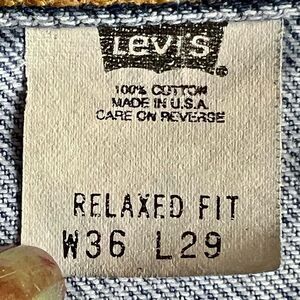 LEVI'S
®
100% COTTON
MADE IN U.S.A.
CARE ON REVERSE
RELAXED FIT
W36 L29